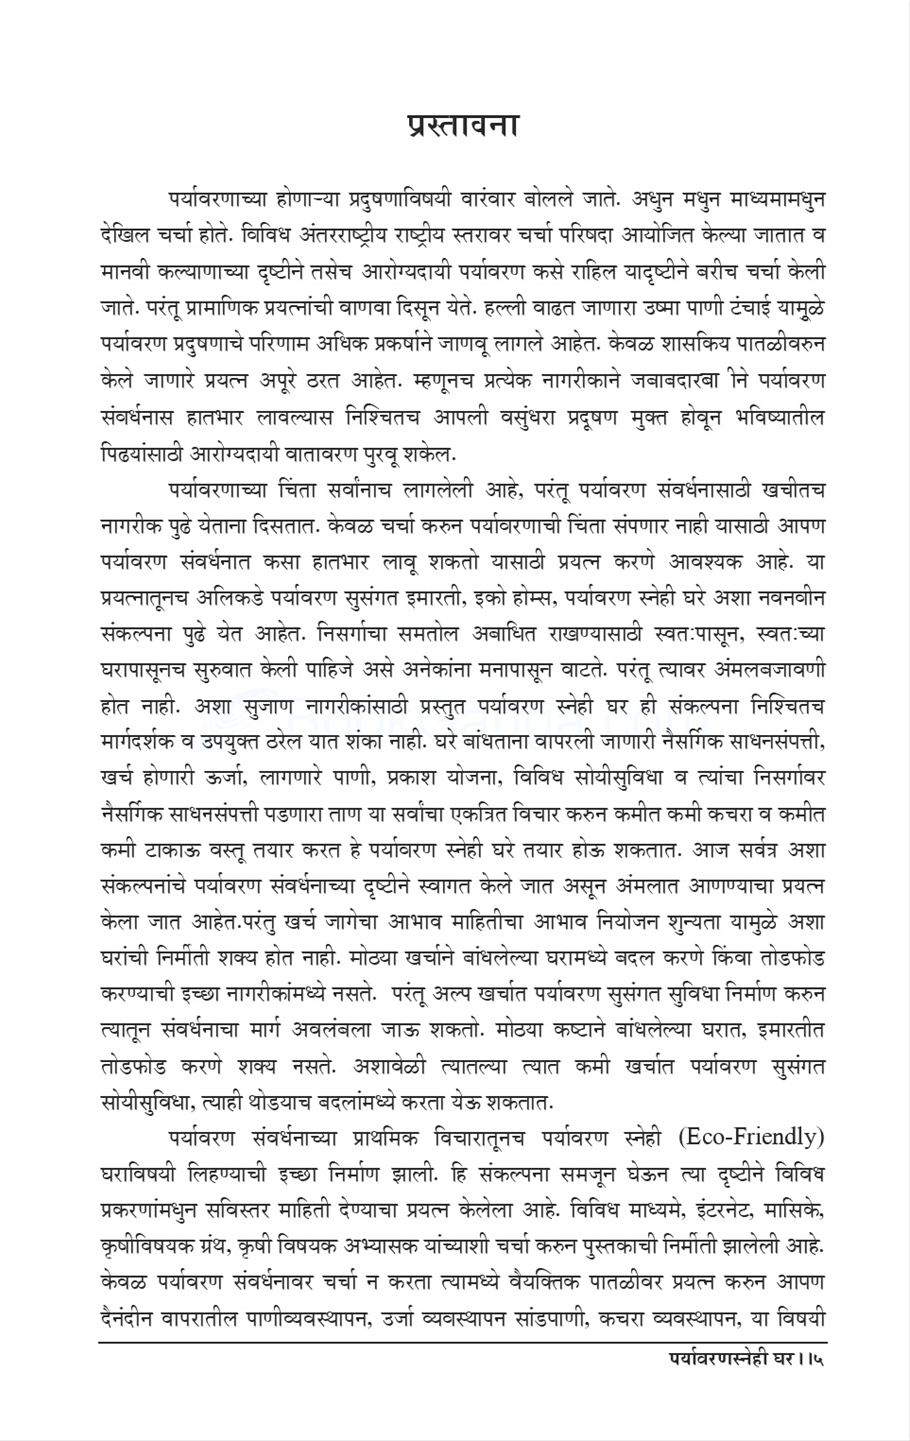 प्रस्तावना
पर्यावरणाच्या होणाऱ्या प्रदुषणाविषयी वारंवार बोलले जाते. अधुन मधुन माध्यमामधुन
देखिल चर्चा होते. विविध अंतरराष्ट्रीय राष्ट्रीय स्तरावर चर्चा परिषदा आयोजित केल्या जातात व
मानवी कल्याणाच्या दृष्टीने तसेच आरोग्यदायी पर्यावरण कसे राहिल यादृष्टीने बरीच चर्चा केली
जाते. परंतू प्रामाणिक प्रयत्नांची वाणवा दिसून येते. हल्ली वाढत जाणारा उष्मा पाणी टंचाई यामूळे
पर्यावरण प्रदुषणाचे परिणाम अधिक प्रकर्षाने जाणवू लागले आहेत. केवळ शासकिय पातळीवरुन
केले जाणारे प्रयत्न अपूरे ठरत आहेत. म्हणूनच प्रत्येक नागरीकाने जबाबदारबा ीने पर्यावरण
संवर्धनास हातभार लावल्यास निश्चितच आपली वसुंधरा प्रदूषण मुक्त होवून भविष्यातील
पिढयांसाठी आरोग्यदायी वातावरण पुरवू शकेल.
पर्यावरणाच्या चिंता सर्वांनाच लागलेली आहे, परंतू पर्यावरण संवर्धनासाठी खचीतच
नागरीक पुढे येताना दिसतात. केवळ चर्चा करुन पर्यावरणाची चिंता संपणार नाही यासाठी आपण
पर्यावरण संवर्धनात कसा हातभार लावू शकतो यासाठी प्रयत्न करणे आवश्यक आहे. या
प्रयत्नातूनच अलिकडे पर्यावरण सुसंगत इमारती, इको होम्स, पर्यावरण स्नेही घरे अशा नवनवीन
संकल्पना पुढे येत आहेत. निसर्गाचा समतोल अबाधित राखण्यासाठी स्वतःपासून, स्वतःच्या
घरापासूनच सुरुवात केली पाहिजे असे अनेकांना मनापासून वाटते. परंतू त्यावर अंमलबजावणी
होत नाही. अशा सुजाण नागरीकांसाठी प्रस्तुत पर्यावरण स्नेही घर ही संकल्पना निश्चितच
मार्गदर्शक व उपयुक्त ठरेल यात शंका नाही. घरे बांधताना वापरली जाणारी नैसर्गिक साधनसंपत्ती,
खर्च होणारी ऊर्जा, लागणारे पाणी, प्रकाश योजना, विविध सोयीसुविधा व त्यांचा निसर्गावर
नैसर्गिक साधनसंपत्ती पडणारा ताण या सर्वांचा एकत्रित विचार करुन कमीत कमी कचरा व कमीत
कमी टाकाऊ वस्तू तयार करत हे पर्यावरण स्नेही घरे तयार होऊ शकतात. आज सर्वत्र अशा
संकल्पनांचे पर्यावरण संवर्धनाच्या दृष्टीने स्वागत केले जात असून अंमलात आणण्याचा प्रयत्न
केला जात आहेत.परंतु खर्च जागेचा आभाव माहितीचा आभाव नियोजन शुन्यता यामुळे अशा
घरांची निर्मीती शक्य होत नाही. मोठया खर्चाने बांधलेल्या घरामध्ये बदल करणे किंवा तोडफोड
करण्याची इच्छा नागरीकांमध्ये नसते. परंतू अल्प खर्चात पर्यावरण सुसंगत सुविधा निर्माण करुन
त्यातून संवर्धनाचा मार्ग अवलंबला जाऊ शकतो. मोठया कष्टाने बांधलेल्या घरात, इमारतीत
तोडफोड करणे शक्य नसते. अशावेळी त्यातल्या त्यात कमी खर्चात पर्यावरण सुसंगत
सोयीसुविधा, त्याही थोडयाच बदलांमध्ये करता येऊ शकतात.
पर्यावरण संवर्धनाच्या प्राथमिक विचारातूनच पर्यावरण स्नेही (Eco-Friendly)
घराविषयी लिहण्याची इच्छा निर्माण झाली. हि संकल्पना समजून घेऊन त्या दृष्टीने विविध
प्रकरणांमधुन सविस्तर माहिती देण्याचा प्रयत्न केलेला आहे. विविध माध्यमे, इंटरनेट, मासिके,
कृषीविषयक ग्रंथ, कृषी विषयक अभ्यासक यांच्याशी चर्चा करुन पुस्तकाची निर्मीती झालेली आहे.
केवळ पर्यावरण संवर्धनावर चर्चा न करता त्यामध्ये वैयक्तिक पातळीवर प्रयत्न करुन आपण
दैनंदीन वापरातील पाणीव्यवस्थापन, उर्जा व्यवस्थापन सांडपाणी, कचरा व्यवस्थापन, या विषयी
पर्यावरणस्नेही घर।।५